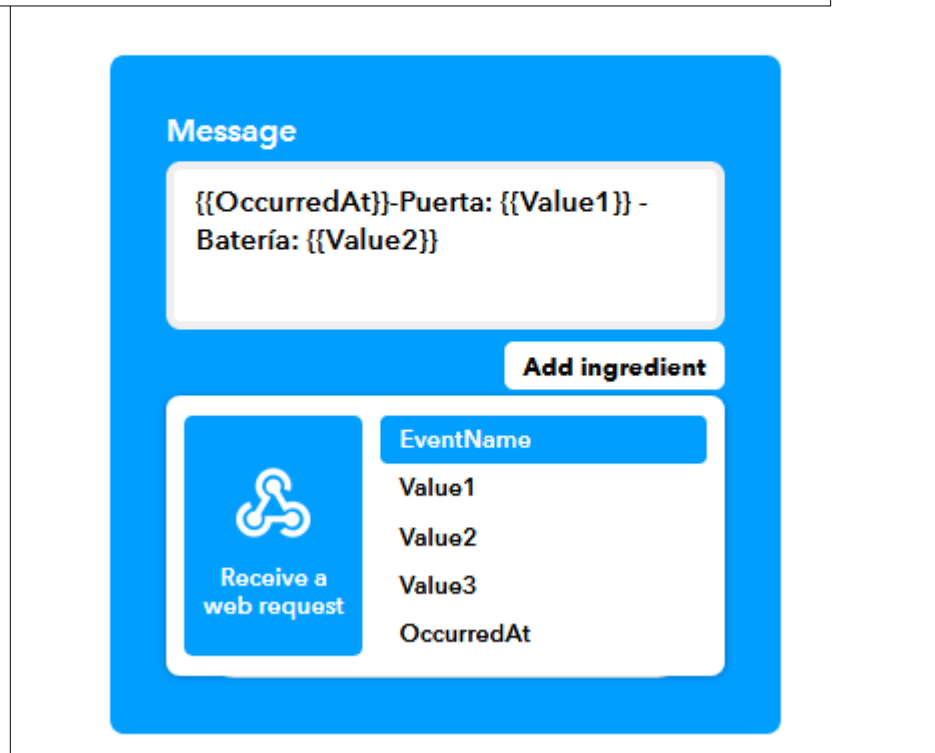 Message
{{OccurredAt}}-Puerta: {{Value1}} -
Batería: {{Value2}}
Add ingredient
EventName
Value1
Value2
Value3
OccurredAt
Receive a
web request